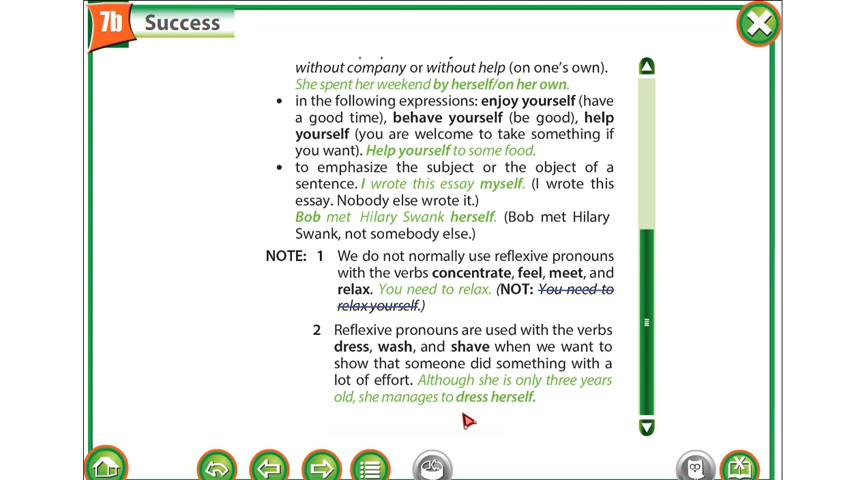 7b Success
without company or without help (on one's own).
She spent her weekend by herself/on her own.
• in the following expressions: enjoy yourself (have
a good time), behave yourself (be good), help
yourself (you are welcome to take something if
you want). Help yourself to some food.
• to emphasize the subject or the object of a
sentence. I wrote this essay myself. (I wrote this
essay. Nobody else wrote it.)
Bob met Hilary Swank herself. (Bob met Hilary
Swank, not somebody else.)
NOTE: 1 We do not normally use reflexive pronouns
with the verbs concentrate, feel, meet, and
relax. You need to relax. (NOT: You need to
relax yourself.)
2 Reflexive pronouns are used with the verbs
dress, wash, and shave when we want to
show that someone did something with a
lot of effort. Although she is only three years
old, she manages to dress herself.